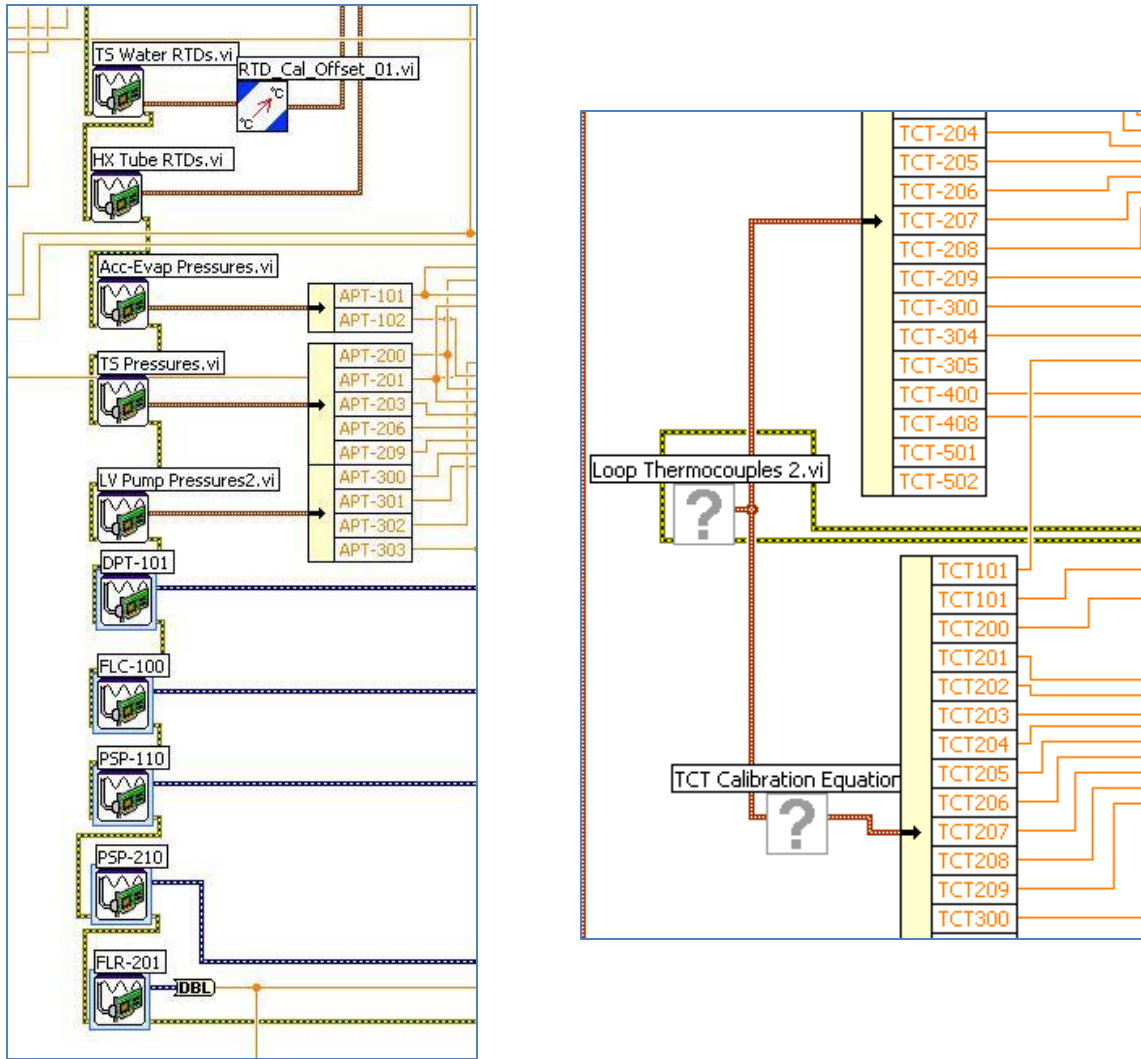 TS Water RTDs.vi
RTD_Cal_Offset_01.vi
°C
°C
HX Tube RTDs.vi
Acc-Evap Pressures.vi
APT-101
APT-102
TS Pressures.vi
APT-200
APT-201
APT-203
APT-206
APT-209
LV Pump Pressures2.vi
APT-300
APT-301
APT-302
APT-303
DPT-101
FLC-100
PSP-110
PSP-210
FLR-201
DBL
TCT-204
TCT-205
TCT-206
TCT-207
TCT-208
TCT-209
TCT-300
TCT-304
TCT-305
TCT-400
TCT-408
TCT-501
TCT-502
Loop Thermocouples 2.vi
?
TCT101
TCT101
TCT200
TCT201
TCT202
TCT203
TCT204
TCT205
TCT206
TCT207
TCT208
TCT209
TCT300
TCT Calibration Equation
?